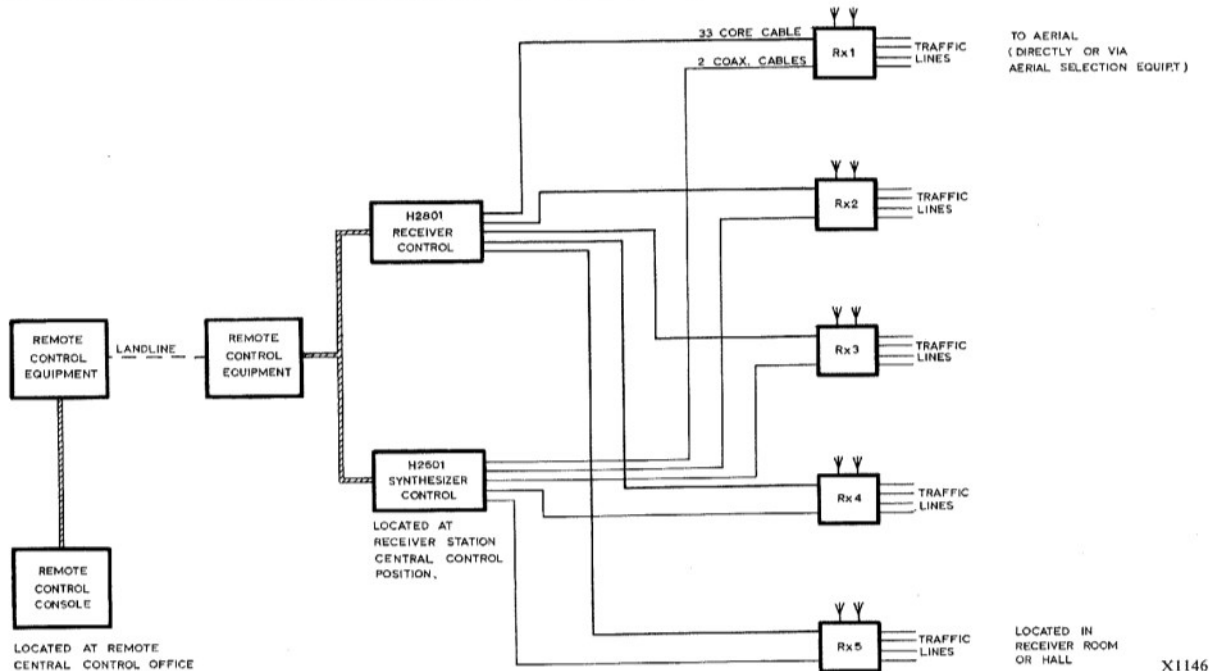 33 CORE CABLE
2 COAX. CABLES
Rx1
TRAFFIC
LINES
TO AERIAL
(DIRECTLY OR VIA
AERIAL SELECTION EQUIPT)
Rx2
TRAFFIC
LINES
H2801
RECEIVER
CONTROL
Rx3
TRAFFIC
LINES
REMOTE
CONTROL
EQUIPMENT
LANDLINE
REMOTE
CONTROL
EQUIPMENT
H2601
SYNTHESIZER
CONTROL
LOCATED AT
RECEIVER STATION
CENTRAL CONTROL
POSITION.
Rx4
TRAFFIC
LINES
REMOTE
CONTROL
CONSOLE
LOCATED AT REMOTE
CENTRAL CONTROL OFFICE
Rx5
TRAFFIC
LINES
LOCATED IN
RECEIVER ROOM
OR HALL
X1146